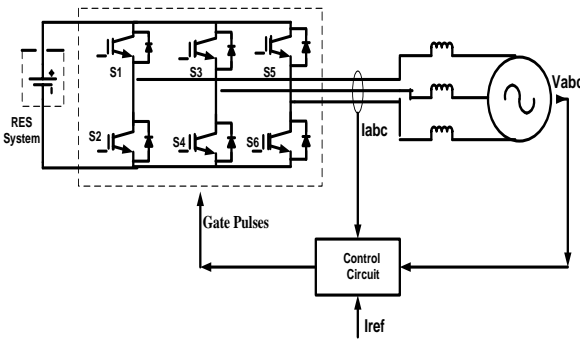 S1
S3
S5
RES
System
S2
S4
S6
Iabc
Vabc
Gate Pulses
Control
Circuit
Iref